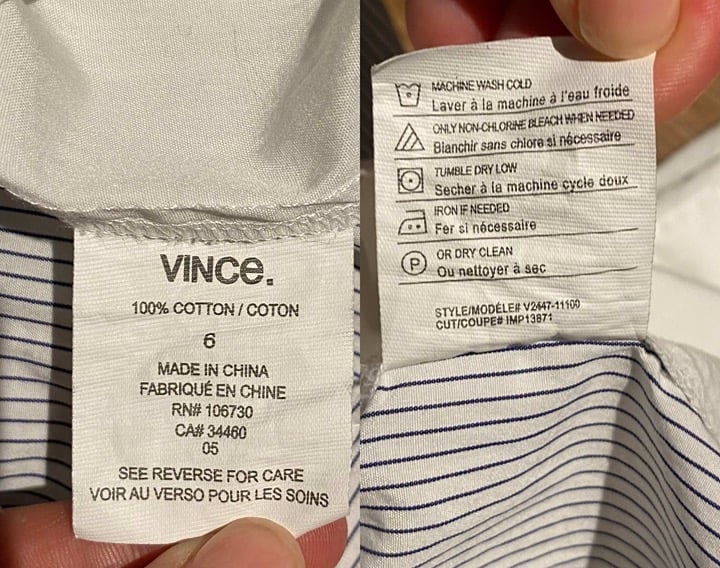 VINCE.
100% COTTON / COTON
6
MADE IN CHINA
FABRIQUÉ EN CHINE
RN# 106730
CA# 34460
05
SEE REVERSE FOR CARE
VOIR AU VERSO POUR LES SOINS
MACHINE WASH COLD
Laver à la machine à l'eau froide
ONLY NON-CHLORINE BLEACH WHEN NEEDED
Blanchir sans chlore si nécessaire
TUMBLE DRY LOW
Secher à la machine cycle doux
IRON IF NEEDED
Fer si nécessaire
P
OR DRY CLEAN
Ou nettoyer à sec
STYLE/MODÈLE# V2447-11100
CUT/COUPE# IMP13871